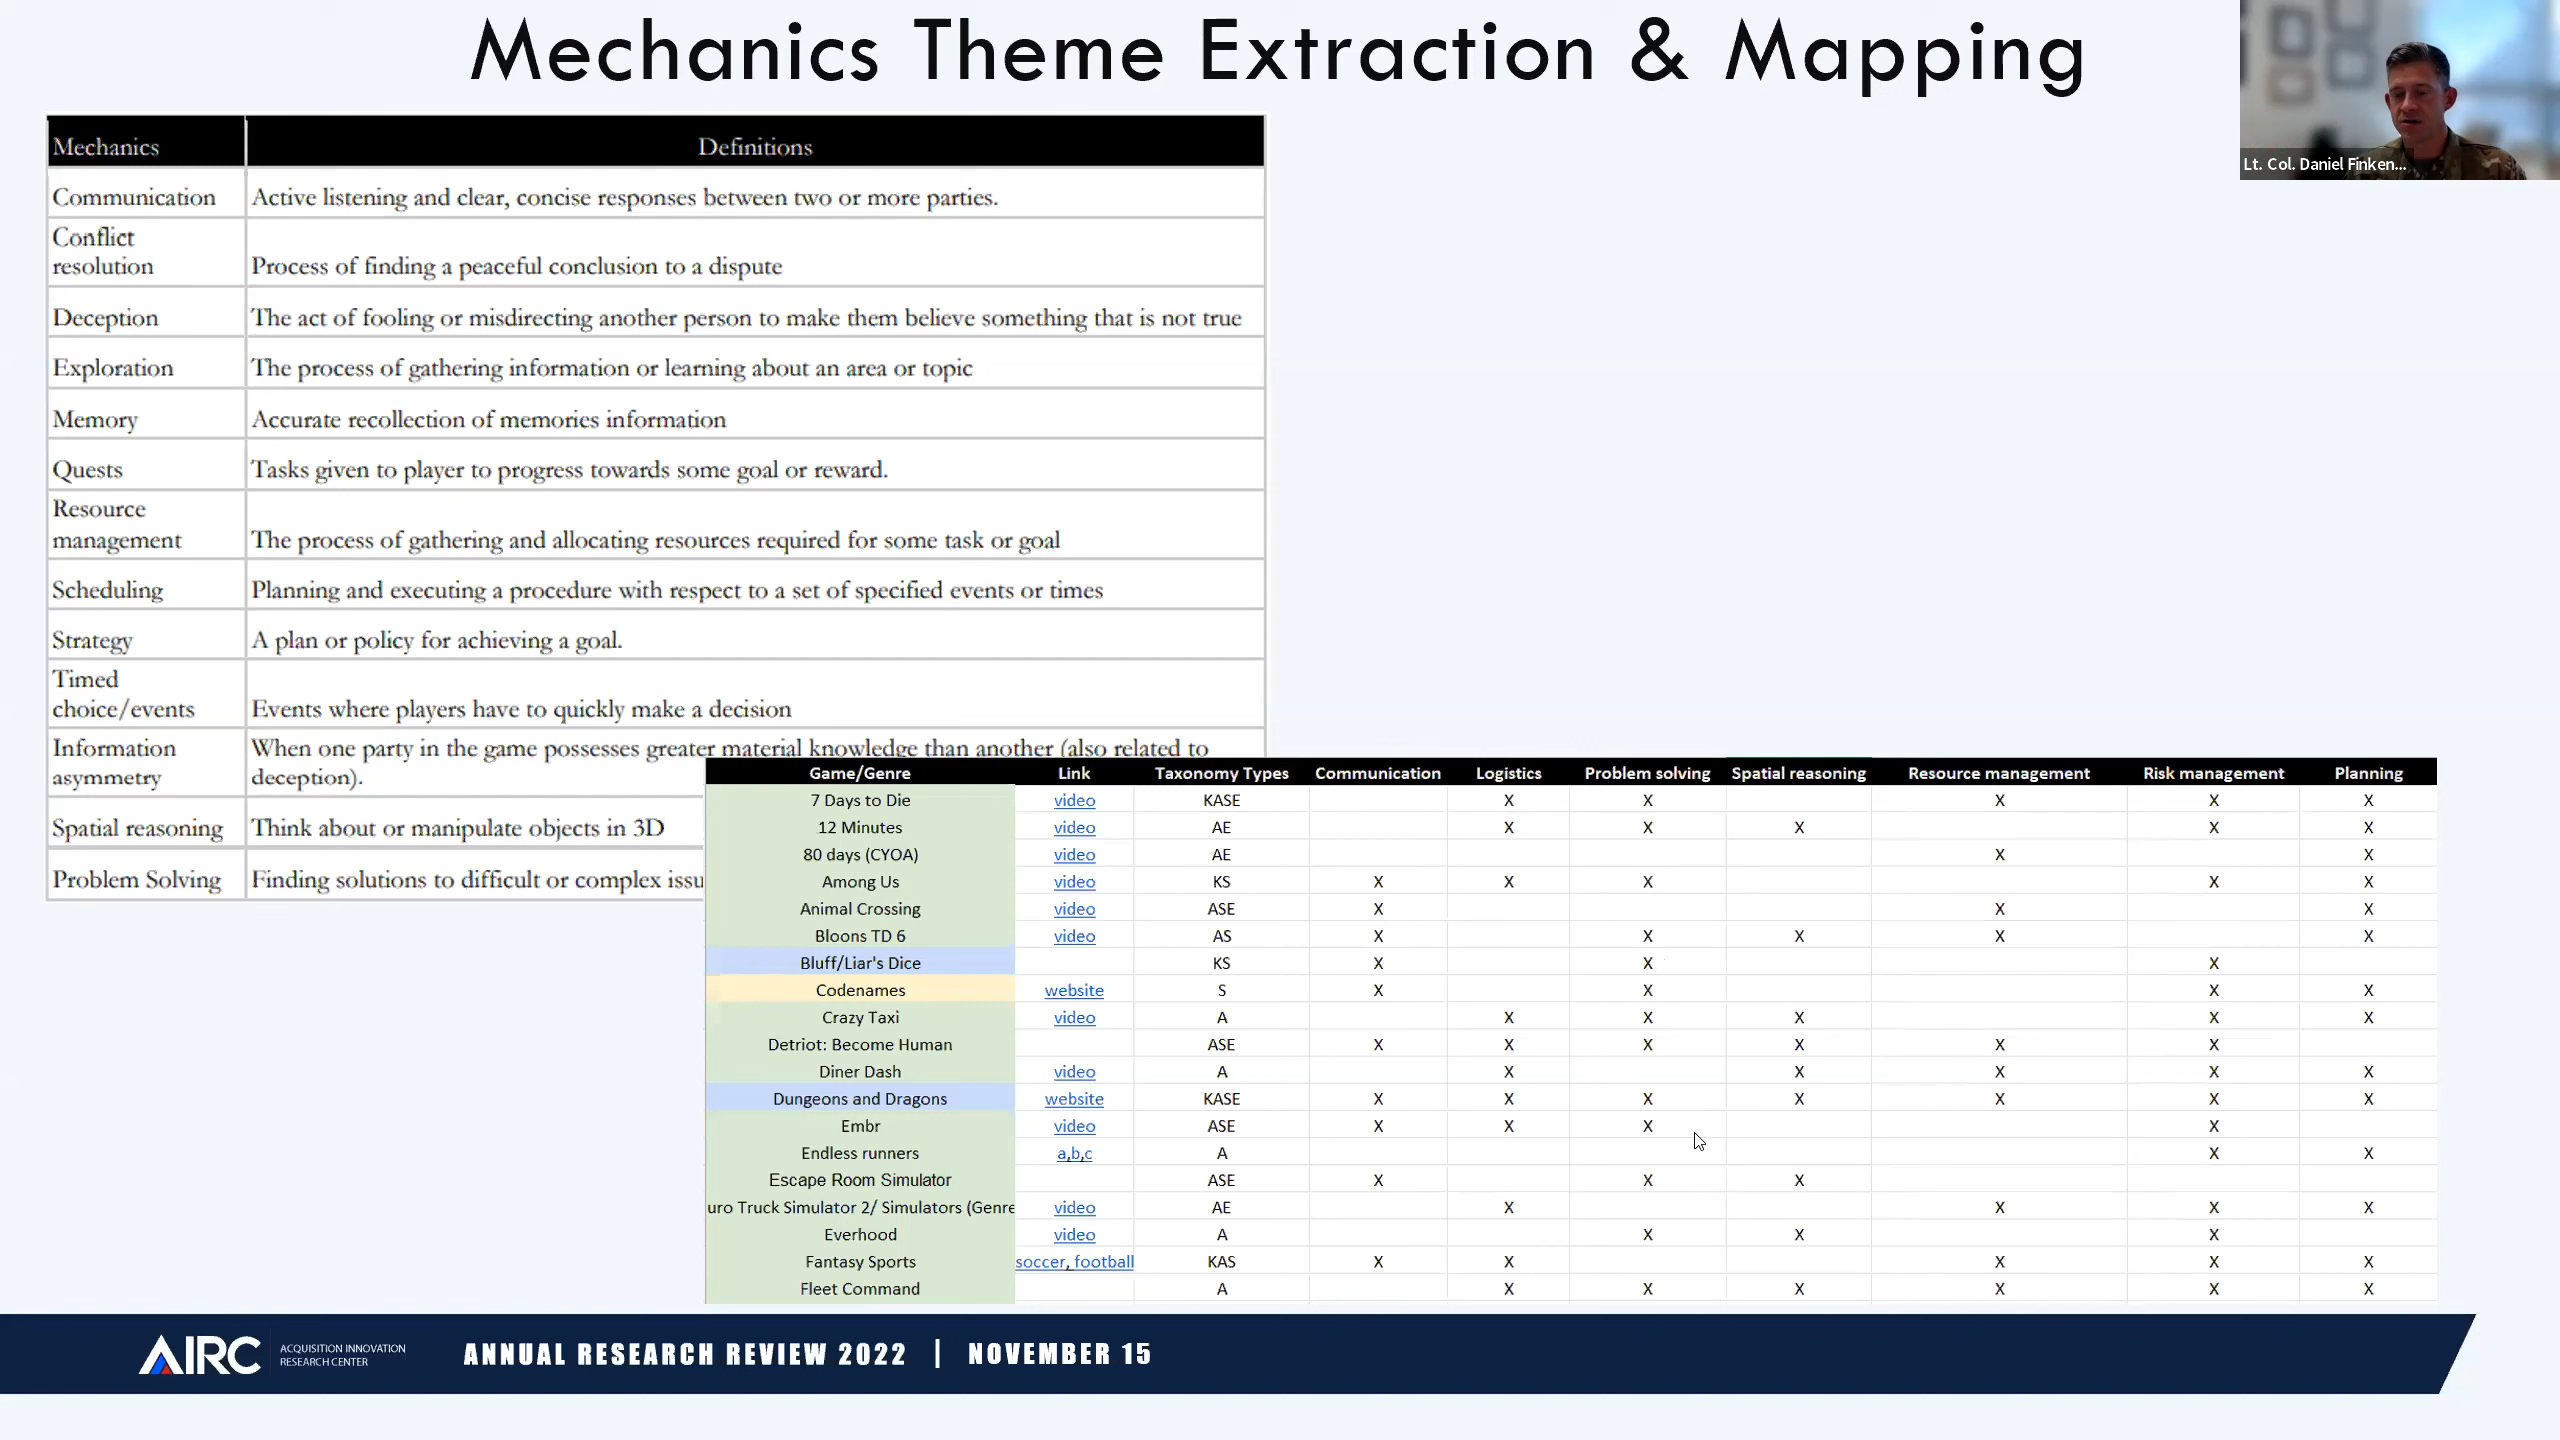 Mechanics Theme Extraction & Mapping
Lt. Col. Daniel Finken...
Mechanics Definitions
Communication Active listening and clear, concise responses between two or more parties.
Conflict
resolution Process of finding a peaceful conclusion to a dispute
Deception The act of fooling or misdirecting another person to make them believe something that is not true
Exploration The process of gathering information or learning about an area or topic
Memory Accurate recollection of memories information
Quests Tasks given to player to progress towards some goal or reward.
Resource
management The process of gathering and allocating resources required for some task or goal
Scheduling Planning and executing a procedure with respect to a set of specified events or times
Strategy A plan or policy for achieving a goal.
Timed
choice/events Events where players have to quickly make a decision
Information When one party in the game possesses greater material knowledge than another (also related to
asymmetry deception).
Spatial reasoning Think about or manipulate objects in 3D
Problem Solving Finding solutions to difficult or complex issu
Game/Genre Link Taxonomy Types Communication Logistics Problem solving Spatial reasoning Resource management Risk management Planning
7 Days to Die video KASE X X X X X
12 Minutes video AE X X X X X
80 days (CYOA) video AE X X
Among Us video KS X X X X X
Animal Crossing video ASE X X X
Bloons TD 6 video AS X X X X X
Bluff/Liar's Dice KS X X X
Codenames website S X X X X
Crazy Taxi video A X X X X X
Detriot: Become Human ASE X X X X X X
Diner Dash video A X X X X X
Dungeons and Dragons website KASE X X X X X X X
Embr video ASE X X X X
Endless runners a,b,c A X X
Escape Room Simulator ASE X X X
uro Truck Simulator 2/ Simulators (Genre video AE X X X X
Everhood video A X X X
Fantasy Sports soccer, football KAS X X X X X
Fleet Command A X X X X X X
AIRC ACQUISITION INNOVATION
RESEARCH CENTER
ANNUAL RESEARCH REVIEW 2022 | NOVEMBER 15